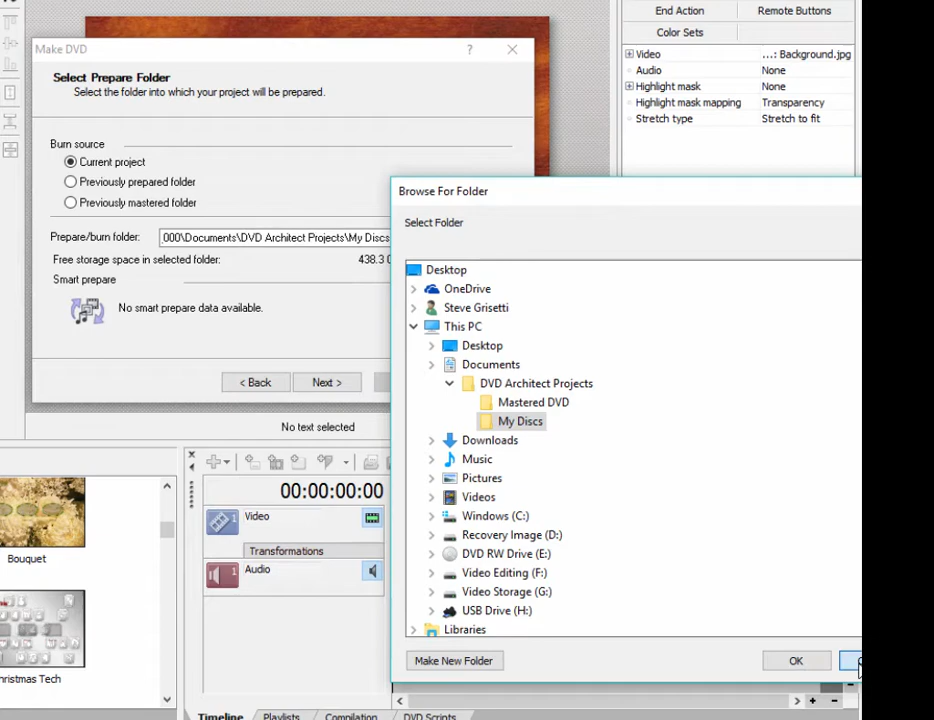 End Action
Remote Buttons
Color Sets
Video ...: Background.jpg
Audio None
Highlight mask None
Highlight mask mapping Transparency
Stretch type Stretch to fit
Make DVD ?
Select Prepare Folder
Select the folder into which your project will be prepared.
Burn source
Current project
Previously prepared folder
Previously mastered folder
Prepare/burn folder: 000\Documents\DVD Architect Projects\My Discs
Free storage space in selected folder: 438.3
Smart prepare
No smart prepare data available.
< Back
Next >
Browse For Folder
Select Folder
Desktop
OneDrive
Steve Grisetti
This PC
Desktop
Documents
DVD Architect Projects
Mastered DVD
My Discs
Downloads
Music
Pictures
Videos
Windows (C:)
Recovery Image (D:)
DVD RW Drive (E:)
Video Editing (F:)
Video Storage (G:)
USB Drive (H:)
Libraries
Make New Folder
OK
No text selected
Bouquet
hristmas Tech
00:00:00:00
1 Video
Transformations
1 Audio
Timeline
Playlists
Compilation
DVD Scripts